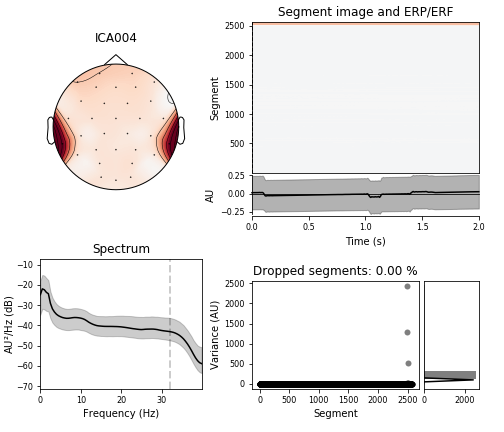 ICA004
Segment image and ERP/ERF
Segment
2500
2000
1500
1000
500
AU
0.25
0.00
−0.25
0.0 0.5 1.0 1.5 2.0
Time (s)
Spectrum
AU²/Hz (dB)
−10
−20
−30
−40
−50
−60
−70
0 10 20 30
Frequency (Hz)
Dropped segments: 0.00 %
Variance (AU)
2500
2000
1500
1000
500
0
0 500 1000 1500 2000 2500
Segment
0 2000